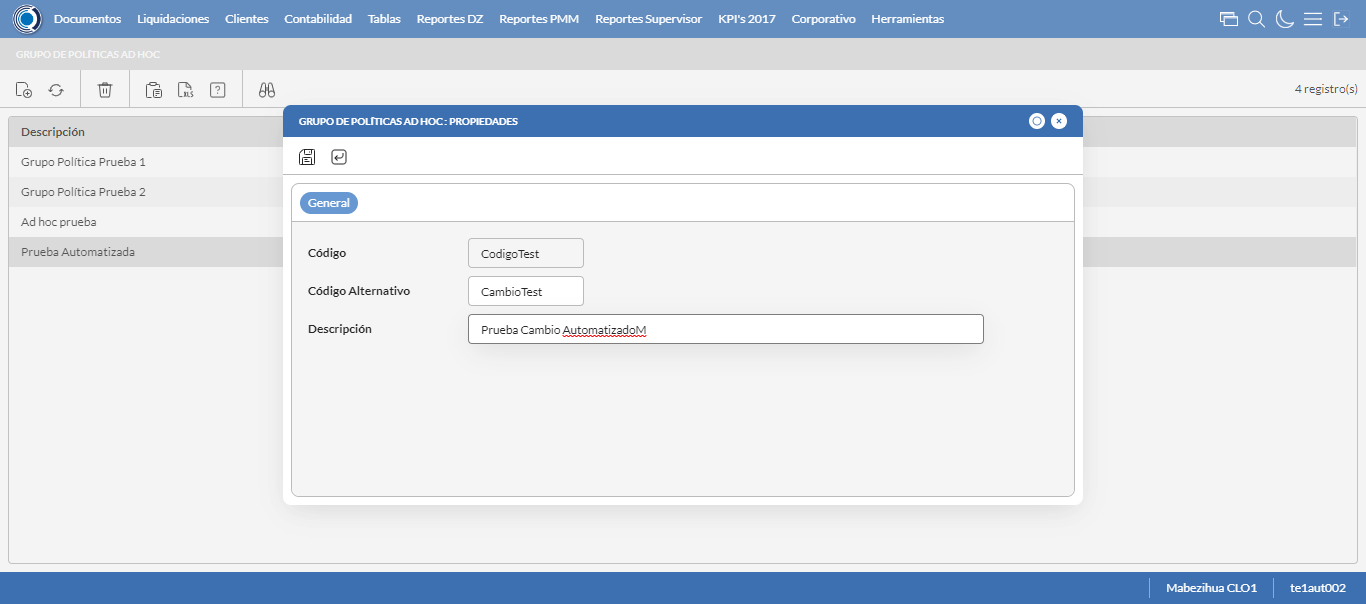 Documentos Liquidaciones Clientes Contabilidad Tablas Reportes DZ Reportes PMM Reportes Supervisor KPI's 2017 Corporativo Herramientas
GRUPO DE POLÍTICAS AD HOC
XLS ? 4 registro(s)
GRUPO DE POLÍTICAS AD HOC : PROPIEDADES
Descripción
Grupo Política Prueba 1
Grupo Política Prueba 2
Ad hoc prueba
Prueba Automatizada
General
Código CodigoTest
Código Alternativo CambioTest
Descripción Prueba Cambio AutomatizadoM
Mabezihua CLO1 te1aut002